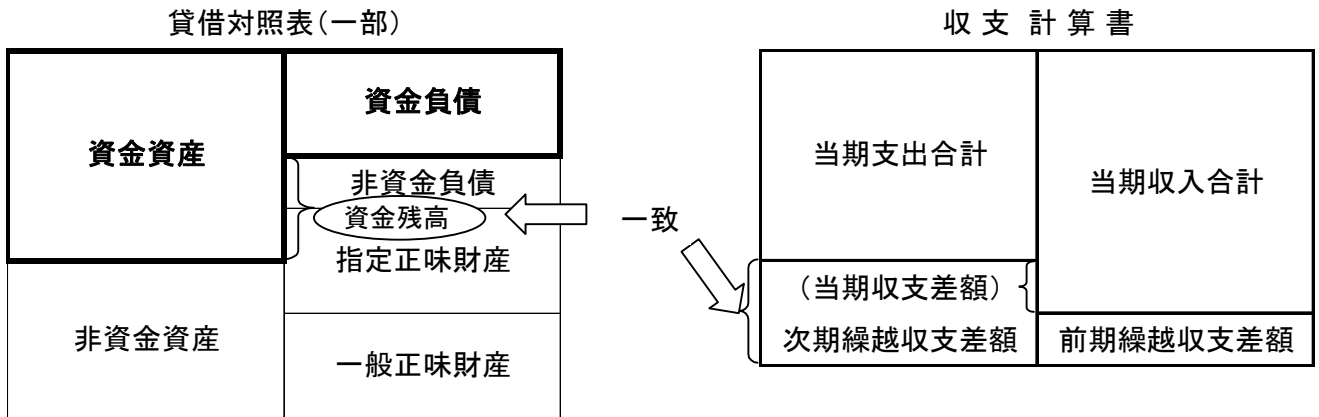 貸借対照表(一部)
資金資産
資金負債
非資金負債
資金残高
指定正味財産
非資金資産
一般正味財産
一致
収 支 計 算 書
当期支出合計
当期収入合計
(当期収支差額)
次期繰越収支差額
前期繰越収支差額